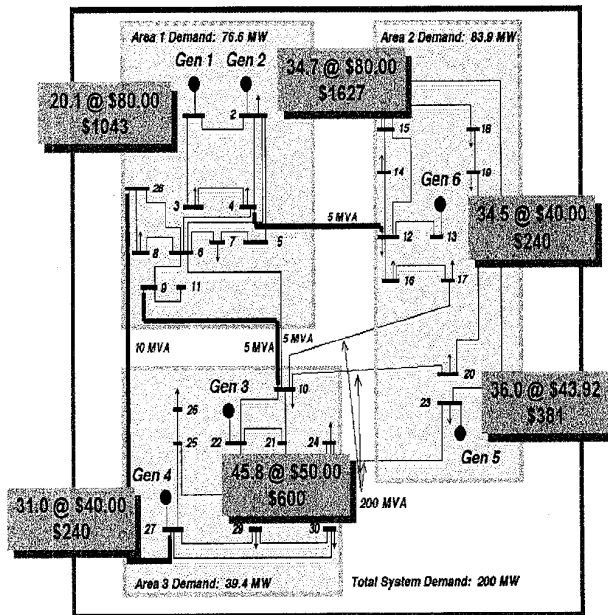 Area 1 Demand: 76.6 MW
Area 2 Demand: 83.9 MW
Gen 1
Gen 2
34.7 @ $80.00
$1627
20.1 @ $80.00
$1043
2
15
18
14
19
Gen 6
28
3
4
5 MVA
34.5 @ $40.00
$240
12
13
8
6
7
5
9
11
16
17
10 MVA
5 MVA
5 MVA
10
20
Gen 3
26
23
36.0 @ $43.92
$381
25
22
21
24
Gen 5
Gen 4
45.8 @ $50.00
$600
200 MVA
31.0 @ $40.00
$240
27
29
30
Area 3 Demand: 39.4 MW
Total System Demand: 200 MW